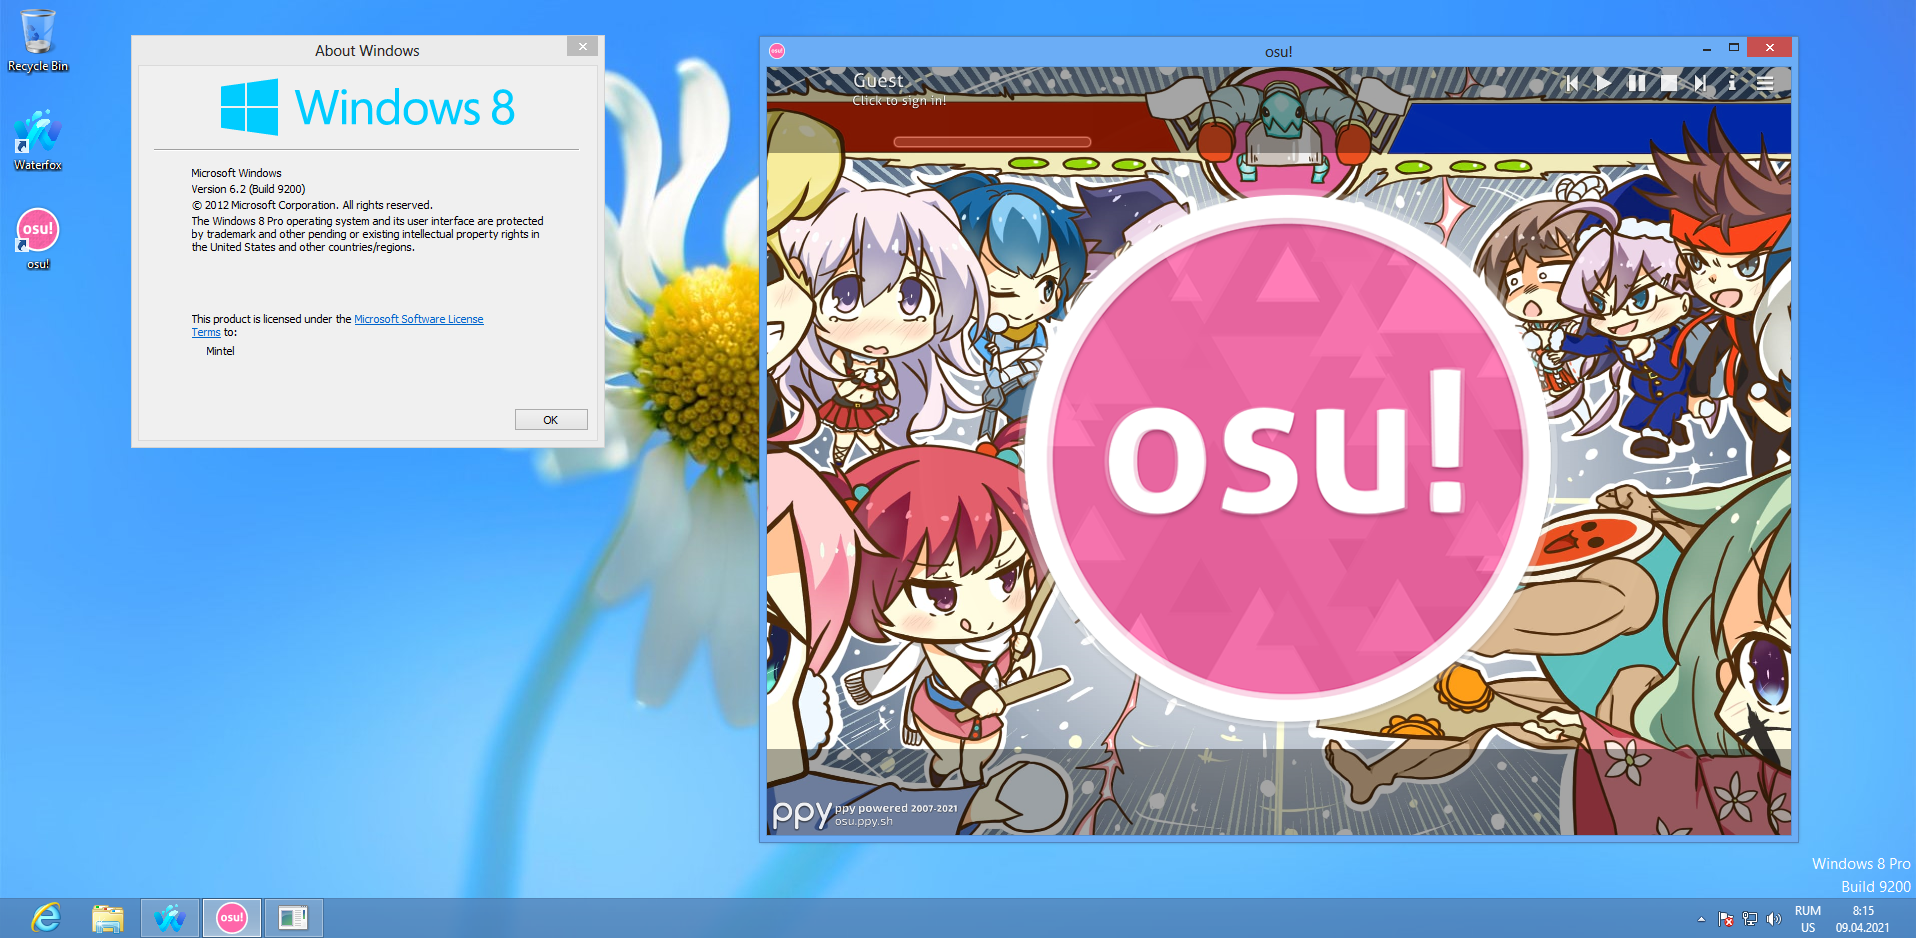 Recycle Bin
Waterfox
osu!
osu!
About Windows
Windows 8
Microsoft Windows
Version 6.2 (Build 9200)
© 2012 Microsoft Corporation. All rights reserved.
The Windows 8 Pro operating system and its user interface are protected
by trademark and other pending or existing intellectual property rights in
the United States and other countries/regions.
This product is licensed under the Microsoft Software License
Terms to:
Mintel
OK
osu!
osu!
Guest
Click to sign in!
osu!
ppy
ppy powered 2007-2021
osu.ppy.sh
Windows 8 Pro
Build 9200
osu!
RUM
US
8:15
09.04.2021